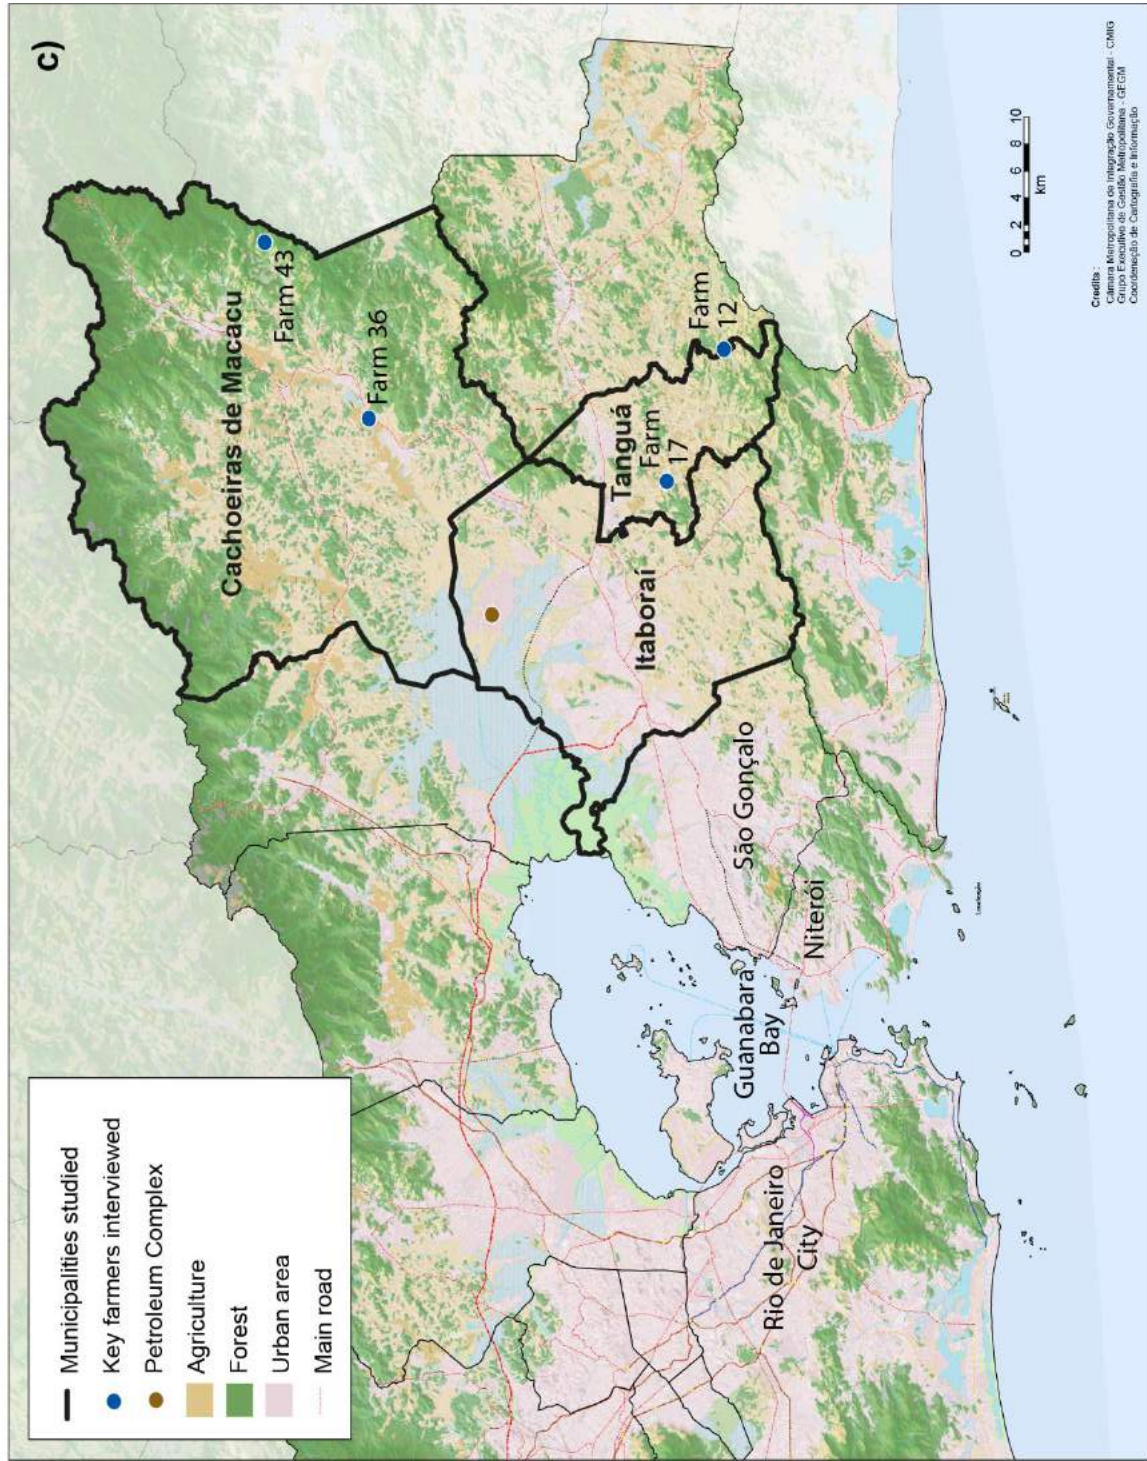 c)
Municipalities studied
Key farmers interviewed
Petroleum Complex
Agriculture
Forest
Urban area
Main road
Cachoeiras de Macacu
Farm 43
Farm 36
Tanguá
Farm
17
Farm
12
Itaboraí
São Gonçalo
Niterói
Guanabara
Bay
Rio de Janeiro
City
0 2 4 6 8 10
km
Credits :
Câmara Metropolitana de Integração Governamental - CMIG
Grupo Executivo de Gestão Metropolitana - GEGM
Coordenação de Cartografia e Informação